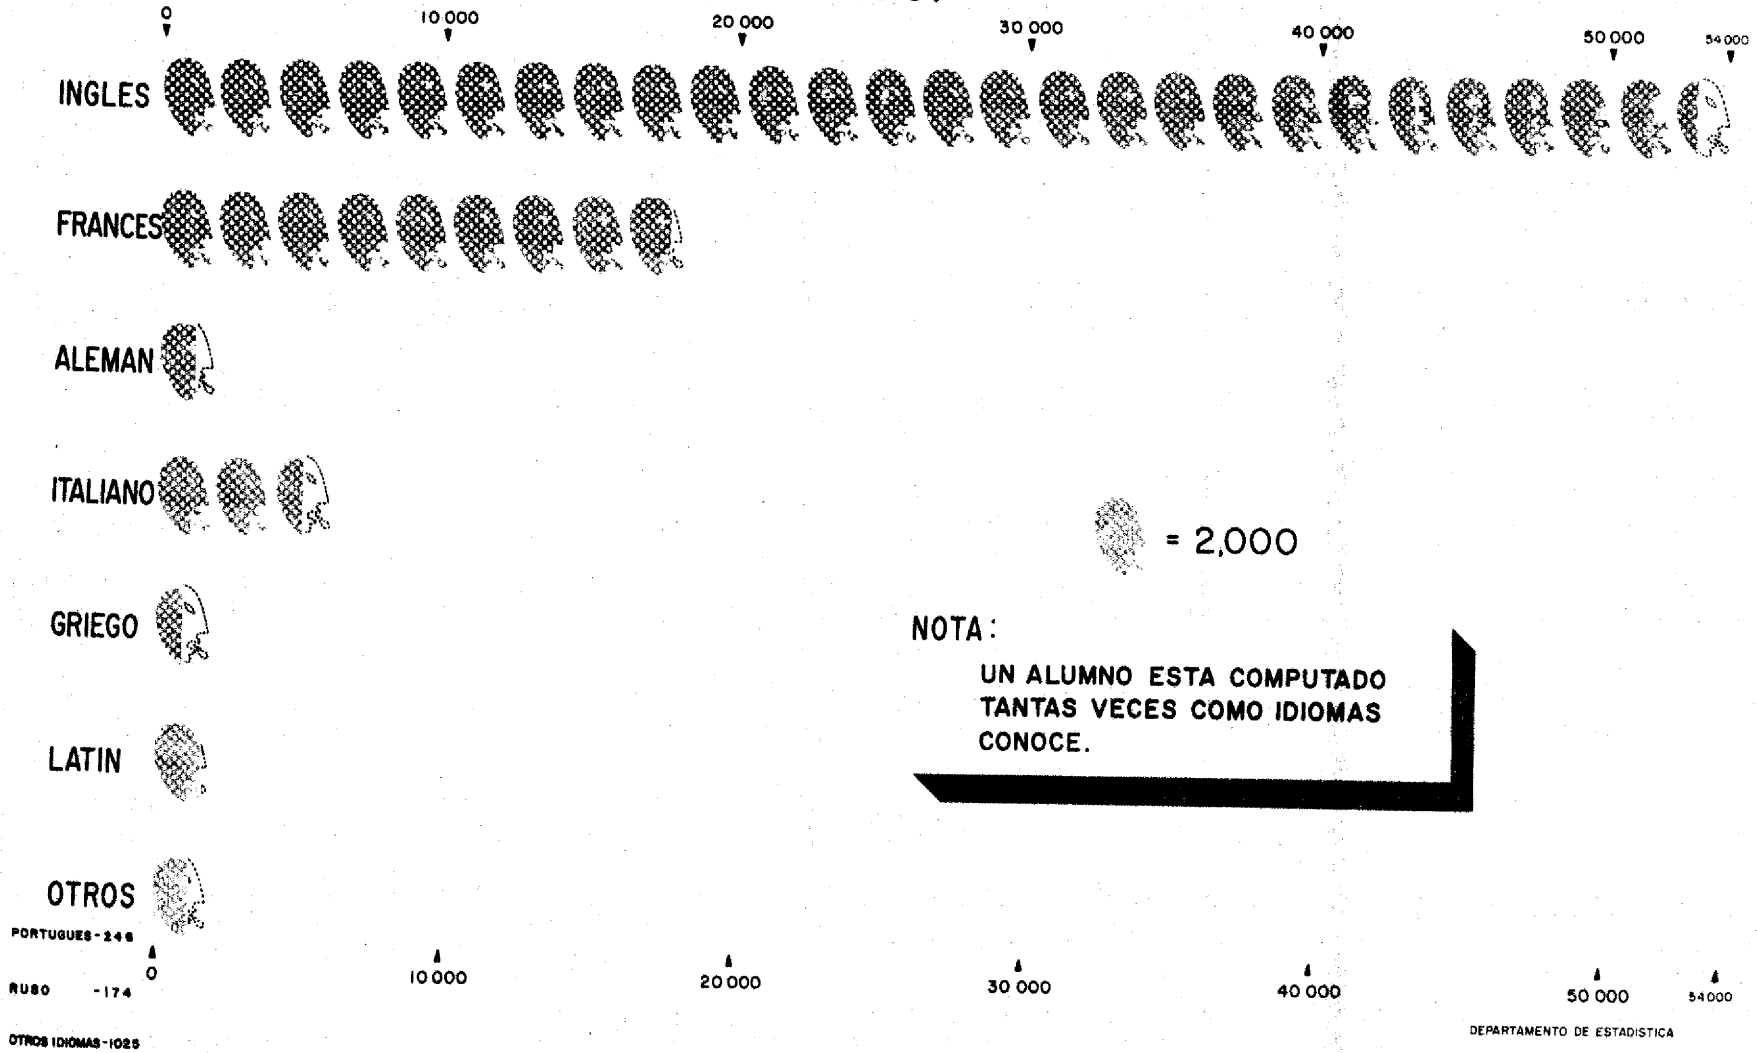 0 10 000 20 000 30 000 40 000 50 000 54000
INGLES
FRANCES
ALEMAN
ITALIANO
= 2,000
GRIEGO
NOTA:
UN ALUMNO ESTA COMPUTADO
TANTAS VECES COMO IDIOMAS
CONOCE.
LATIN
OTROS
PORTUGUES-246
0 10 000 20 000 30 000 40 000 50 000 54000
RUSO -174
OTROS IDIOMAS-1025
DEPARTAMENTO DE ESTADISTICA